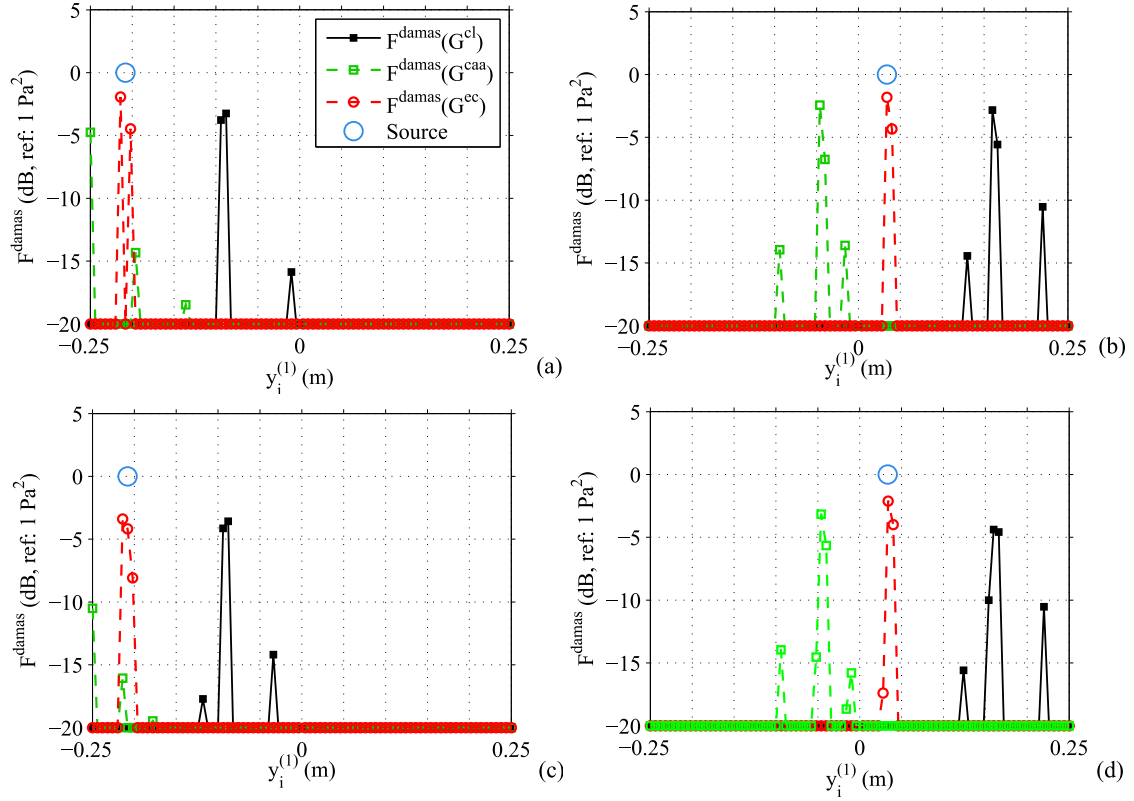 5
0
−5
−10
−15
−20
−0.25
0
0.25
F^damas (dB, ref: 1 Pa^2)
y_i^(1) (m)
(a)
F^damas(G^cl)
F^damas(G^caa)
F^damas(G^ec)
Source
5
0
−5
−10
−15
−20
−0.25
0
0.25
F^damas (dB, ref: 1 Pa^2)
y_i^(1) (m)
(b)
5
0
−5
−10
−15
−20
−0.25
0
0.25
F^damas (dB, ref: 1 Pa^2)
y_i^(1) (m)
(c)
5
0
−5
−10
−15
−20
−0.25
0
0.25
F^damas (dB, ref: 1 Pa^2)
y_i^(1) (m)
(d)